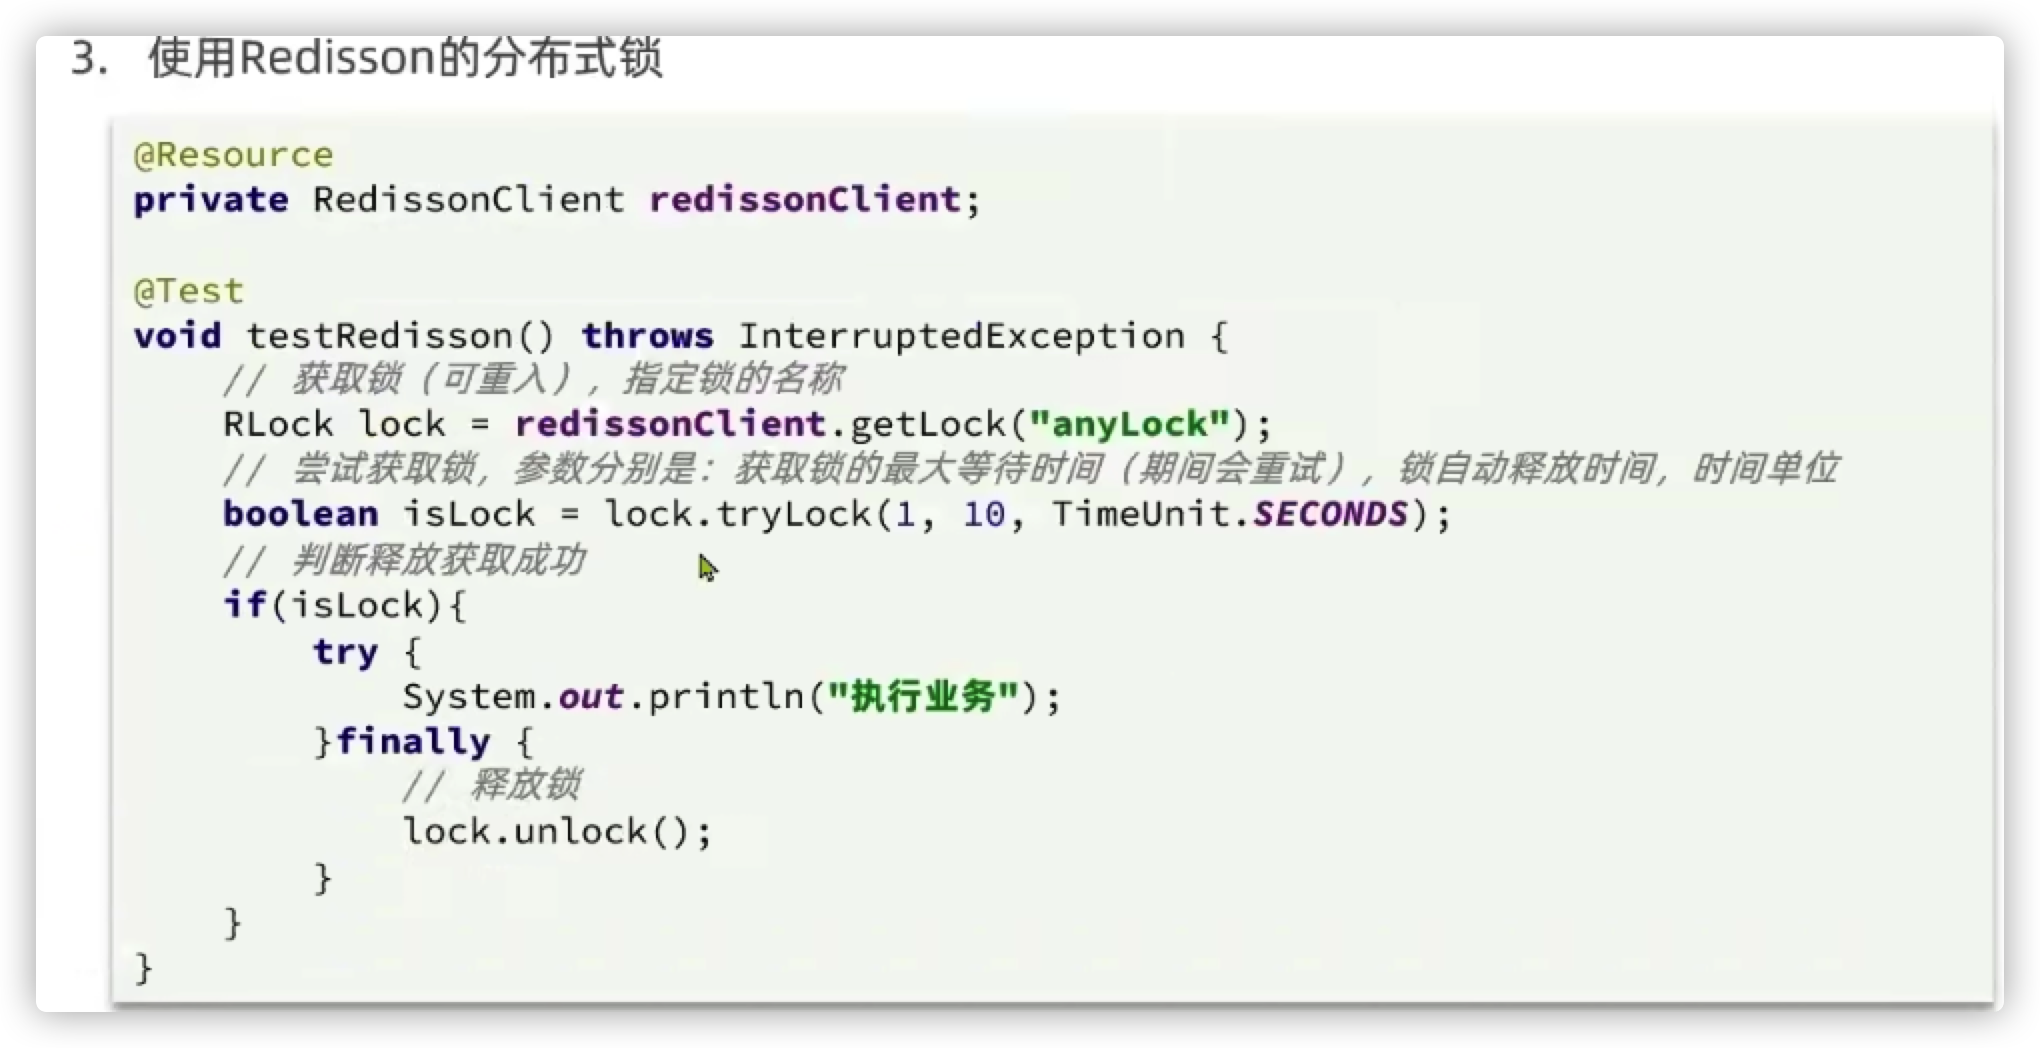 3. 使用Redisson的分布式锁
@Resource
private RedissonClient redissonClient;
@Test
void testRedisson() throws InterruptedException {
// 获取锁（可重入），指定锁的名称
RLock lock = redissonClient.getLock("anyLock");
// 尝试获取锁，参数分别是：获取锁的最大等待时间（期间会重试），锁自动释放时间，时间单位
boolean isLock = lock.tryLock(1, 10, TimeUnit.SECONDS);
// 判断释放获取成功
if(isLock){
try {
System.out.println("执行业务");
}finally {
// 释放锁
lock.unlock();
}
}
}